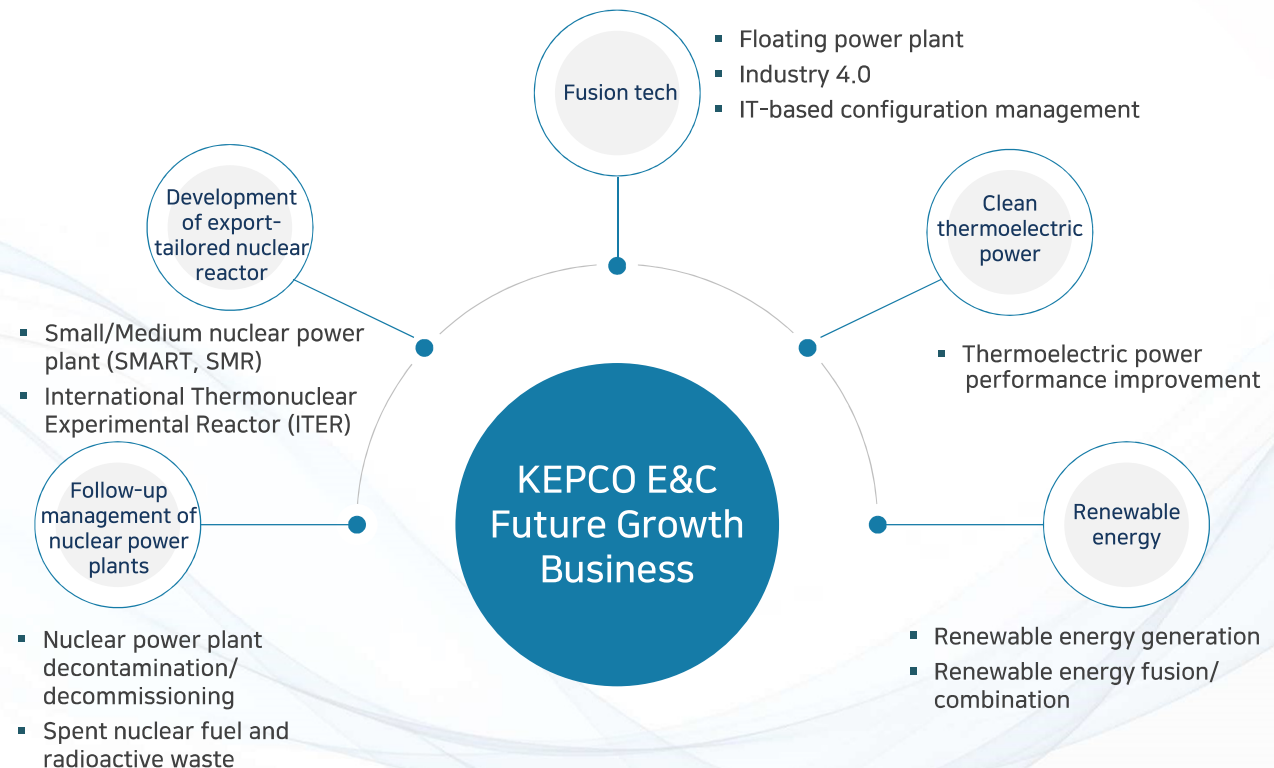 Fusion tech
▪ Floating power plant
▪ Industry 4.0
▪ IT-based configuration management
Development
of export-
tailored nuclear
reactor
▪ Small/Medium nuclear power
plant (SMART, SMR)
▪ International Thermonuclear
Experimental Reactor (ITER)
Clean
thermoelectric
power
▪ Thermoelectric power
performance improvement
Follow-up
management of
nuclear power
plants
▪ Nuclear power plant
decontamination/
decommissioning
▪ Spent nuclear fuel and
radioactive waste
KEPCO E&C
Future Growth
Business
Renewable
energy
▪ Renewable energy generation
▪ Renewable energy fusion/
combination